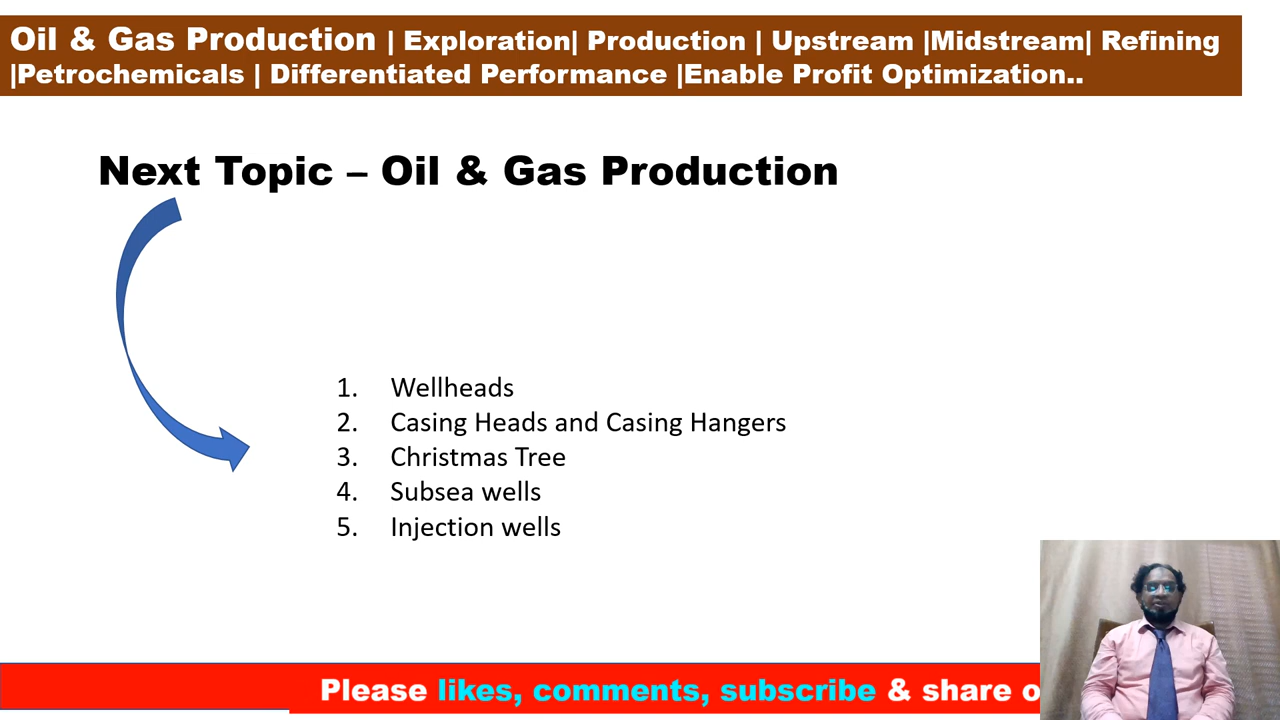 Oil & Gas Production | Exploration| Production | Upstream |Midstream| Refining
|Petrochemicals | Differentiated Performance |Enable Profit Optimization..
Next Topic – Oil & Gas Production
1. Wellheads
2. Casing Heads and Casing Hangers
3. Christmas Tree
4. Subsea wells
5. Injection wells
Please likes, comments, subscribe & share